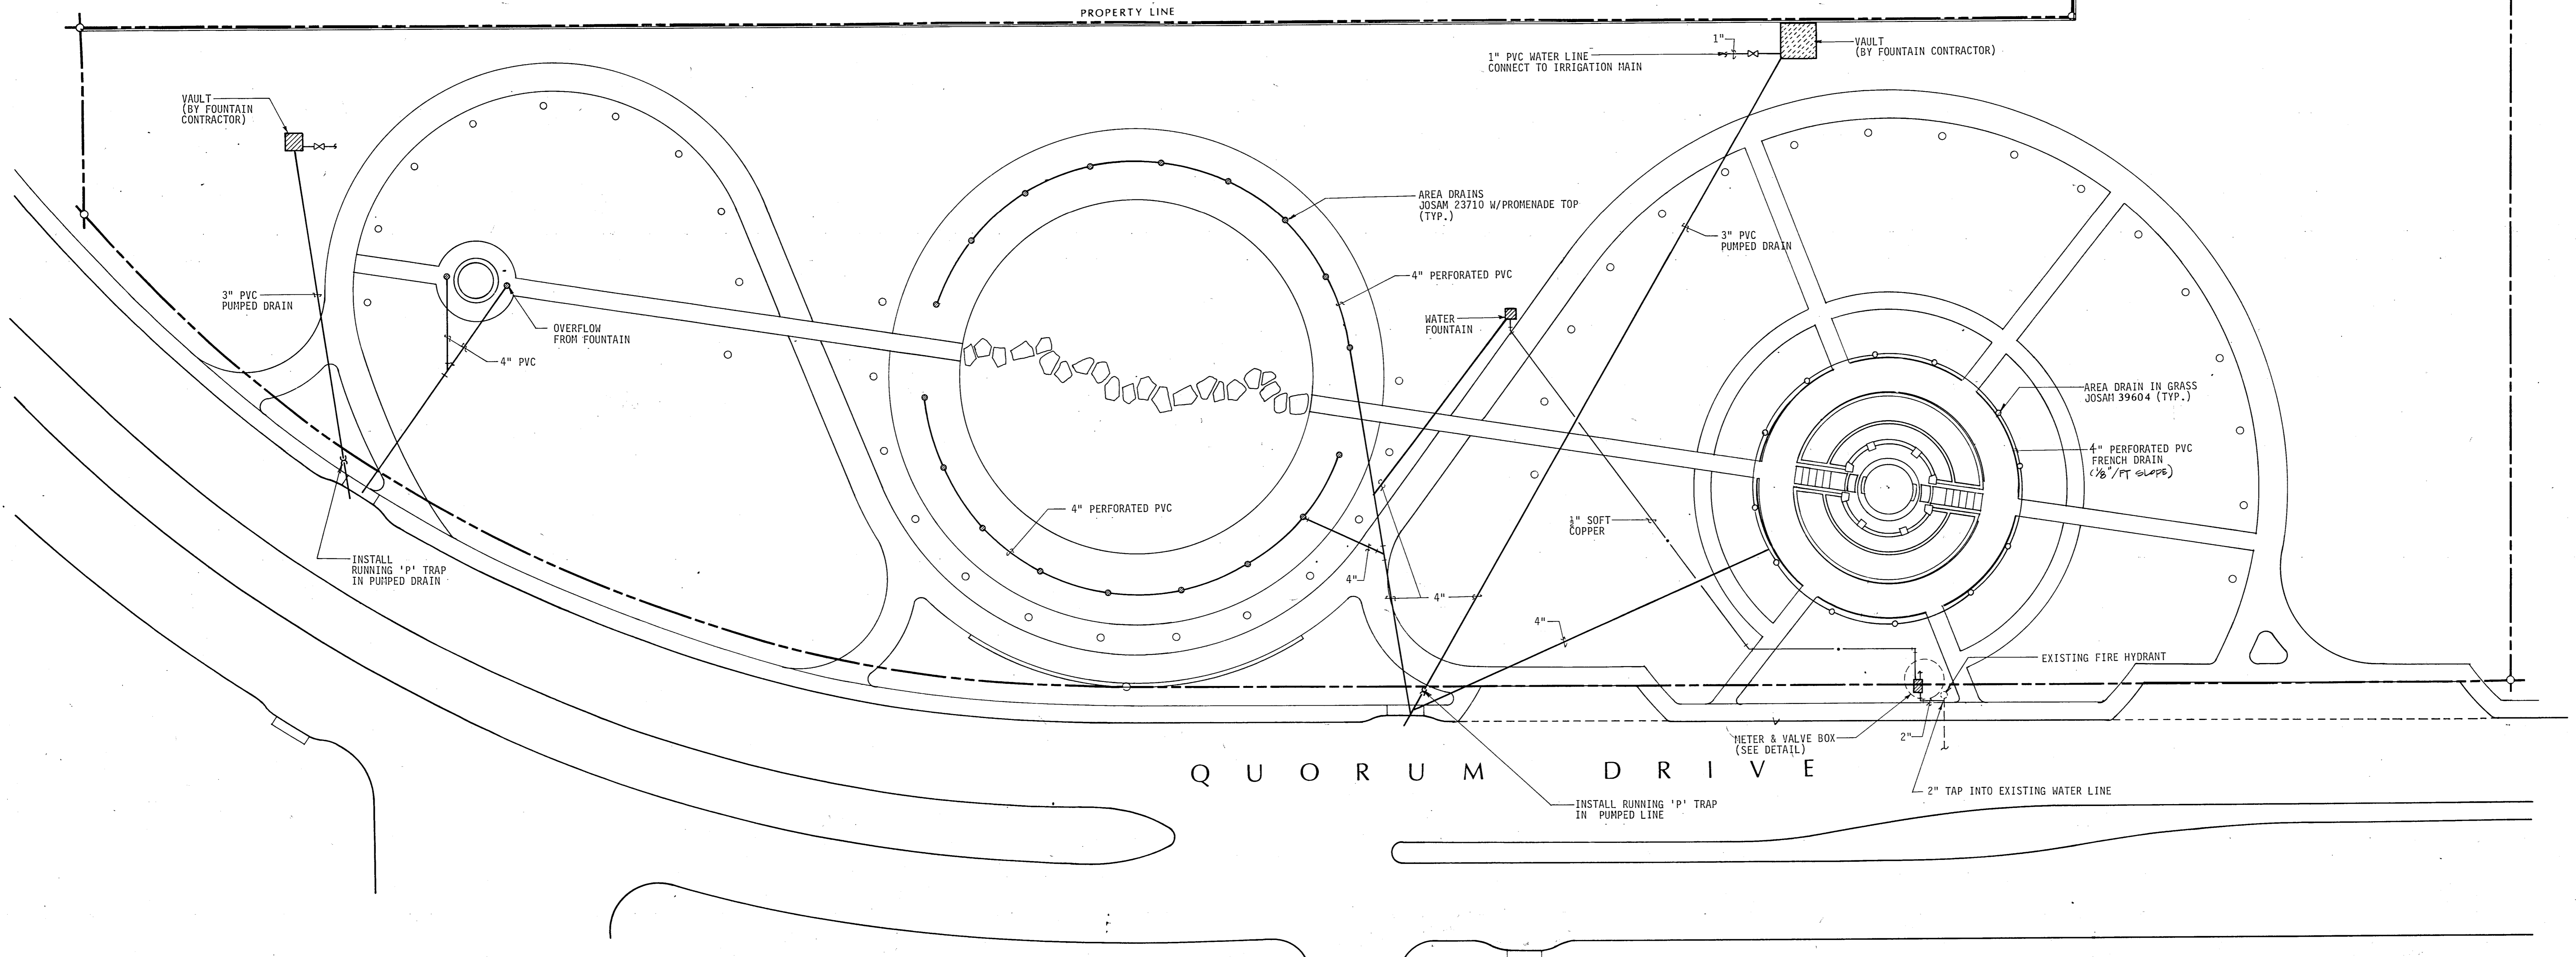 PROPERTY LINE
1"
1" PVC WATER LINE
CONNECT TO IRRIGATION MAIN
VAULT
(BY FOUNTAIN CONTRACTOR)
VAULT
(BY FOUNTAIN
CONTRACTOR)
AREA DRAINS
JOSAM 23710 W/PROMENADE TOP
(TYP.)
3" PVC
PUMPED DRAIN
4" PERFORATED PVC
3" PVC
PUMPED DRAIN
WATER
FOUNTAIN
OVERFLOW
FROM FOUNTAIN
4" PVC
AREA DRAIN IN GRASS
JOSAM 39604 (TYP.)
4" PERFORATED PVC
FRENCH DRAIN
(1/8"/FT SLOPE)
4" PERFORATED PVC
½" SOFT
COPPER
INSTALL
RUNNING 'P' TRAP
IN PUMPED DRAIN
4"
4"
4"
EXISTING FIRE HYDRANT
METER & VALVE BOX
(SEE DETAIL)
2"
QUORUM DRIVE
2" TAP INTO EXISTING WATER LINE
INSTALL RUNNING 'P' TRAP
IN PUMPED LINE